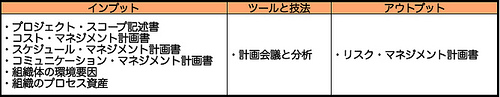 インプット
ツールと技法
アウトプット
・プロジェクト・スコープ記述書
・コスト・マネジメント計画書
・スケジュール・マネジメント計画書
・コミュニケーション・マネジメント計画書
・組織体の環境要因
・組織のプロセス資産
・計画会議と分析
・リスク・マネジメント計画書